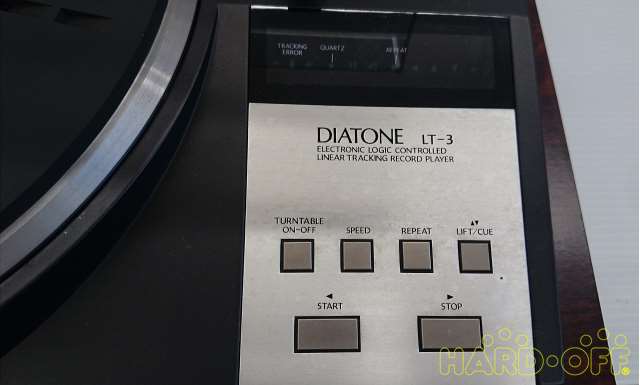 TRACKING
ERROR
QUARTZ
REPEAT
DIATONE LT-3
ELECTRONIC LOGIC CONTROLLED
LINEAR TRACKING RECORD PLAYER
TURNTABLE
ON-OFF
SPEED
REPEAT
▲▼
LIFT/CUE
◀
START
▶
STOP
HARD-OFF